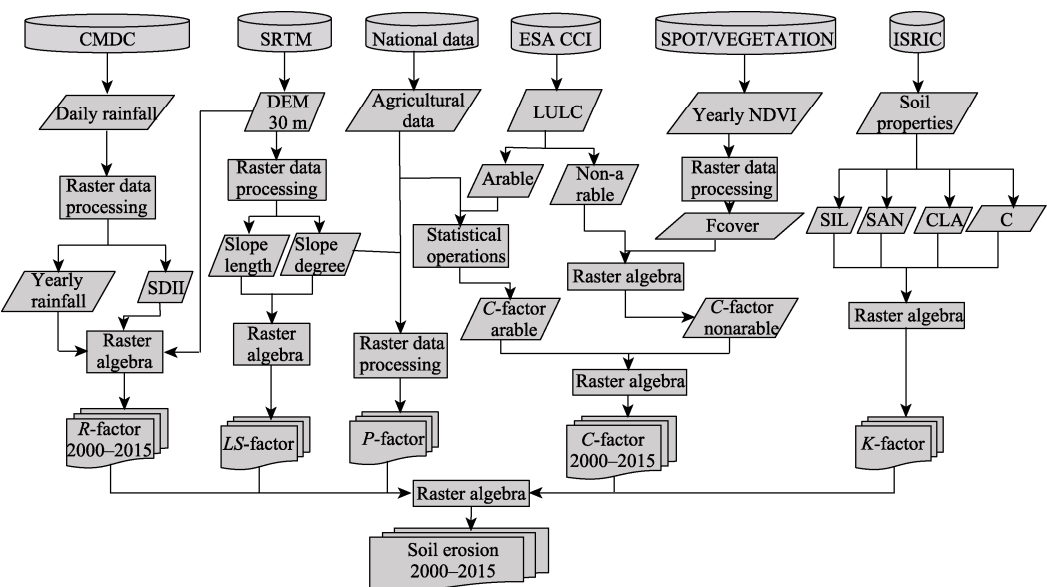 CMDC
SRTM
National data
ESA CCI
SPOT/VEGETATION
ISRIC
Daily rainfall
DEM
30 m
Agricultural
data
LULC
Yearly NDVI
Soil
properties
Raster data
processing
Raster data
processing
Arable
Non-a
rable
Raster data
processing
Fcover
SIL
SAN
CLA
C
Slope
length
Slope
degree
Statistical
operations
Yearly
rainfall
SDII
Raster algebra
C-factor
arable
C-factor
nonarable
Raster algebra
Raster
algebra
Raster
algebra
Raster data
processing
Raster algebra
R-factor
2000–2015
LS-factor
P-factor
C-factor
2000–2015
K-factor
Raster algebra
Soil erosion
2000–2015